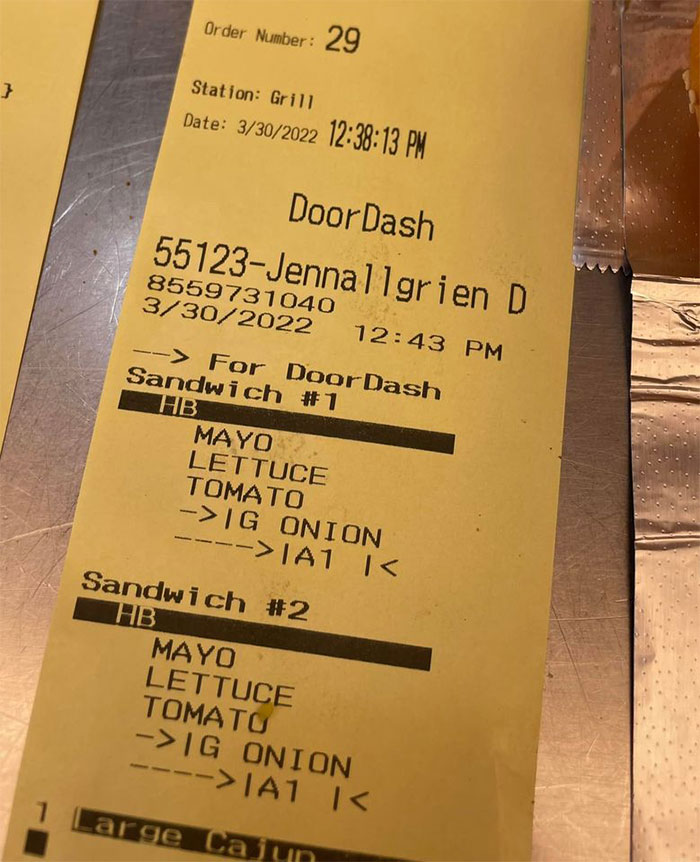 }
Order Number: 29
Station: Grill
Date: 3/30/2022 12:38:13 PM
DoorDash
55123-Jennallgrien D
8559731040
3/30/2022 12:43 PM
--> For DoorDash
Sandwich #1
HB
MAYO
LETTUCE
TOMATO
->|G ONION
---->|A1 |<
Sandwich #2
HB
MAYO
LETTUCE
TOMATO
->|G ONION
---->|A1 |<
1 Large Cajun